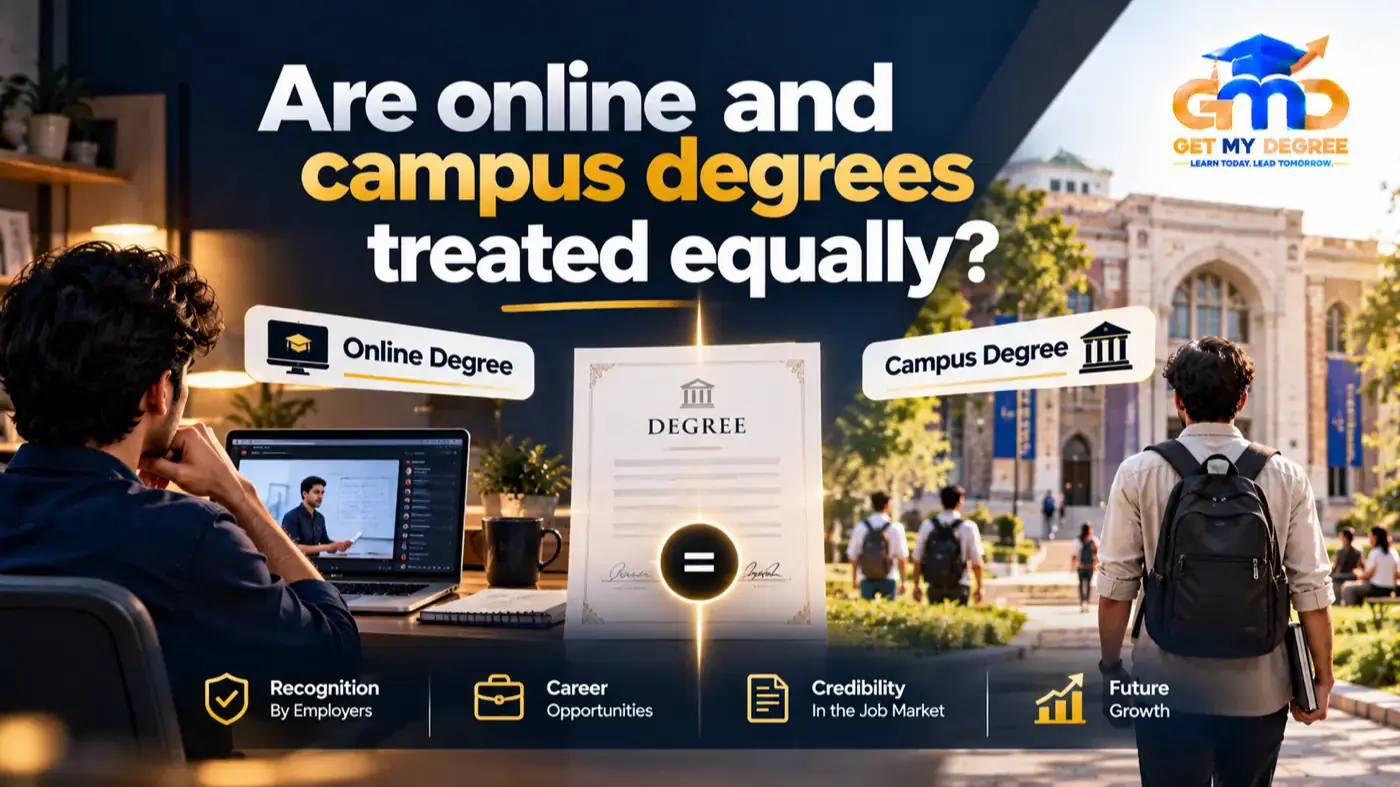 Are online and
campus degrees
treated equally?
GMD
GET MY DEGREE
LEARN TODAY. LEAD TOMORROW.
Online Degree
Campus Degree
DEGREE
=
Recognition
By Employers
Career
Opportunities
Credibility
In the Job Market
Future
Growth